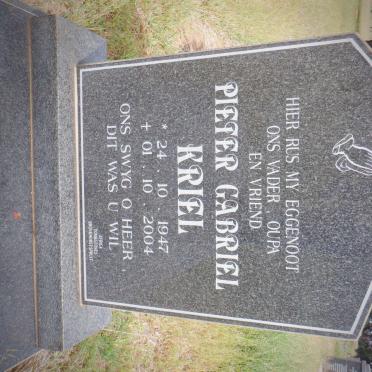 HIER RUS MY EGGENOOT
ONS VADER, OUPA
EN VRIEND
PIETER GABRIEL
KRIEL
* 24 . 10 . 1947
+ 01 . 10 . 2004
ONS SWYG O HEER,
DIT WAS U WIL